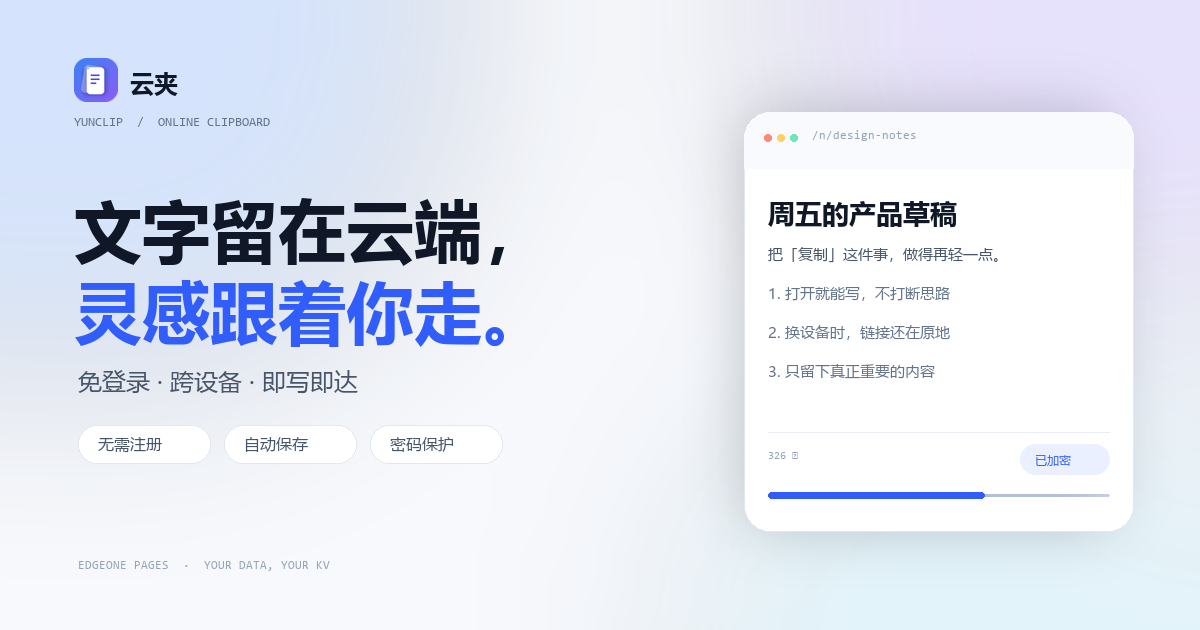 云夹
YUNCLIP / ONLINE CLIPBOARD
文字留在云端，
灵感跟着你走。
免登录 · 跨设备 · 即写即达
无需注册
自动保存
密码保护
EDGEONE PAGES · YOUR DATA, YOUR KV
/n/design-notes
周五的产品草稿
把「复制」这件事，做得再轻一点。
1. 打开就能写，不打断思路
2. 换设备时，链接还在原地
3. 只留下真正重要的内容
326
已加密